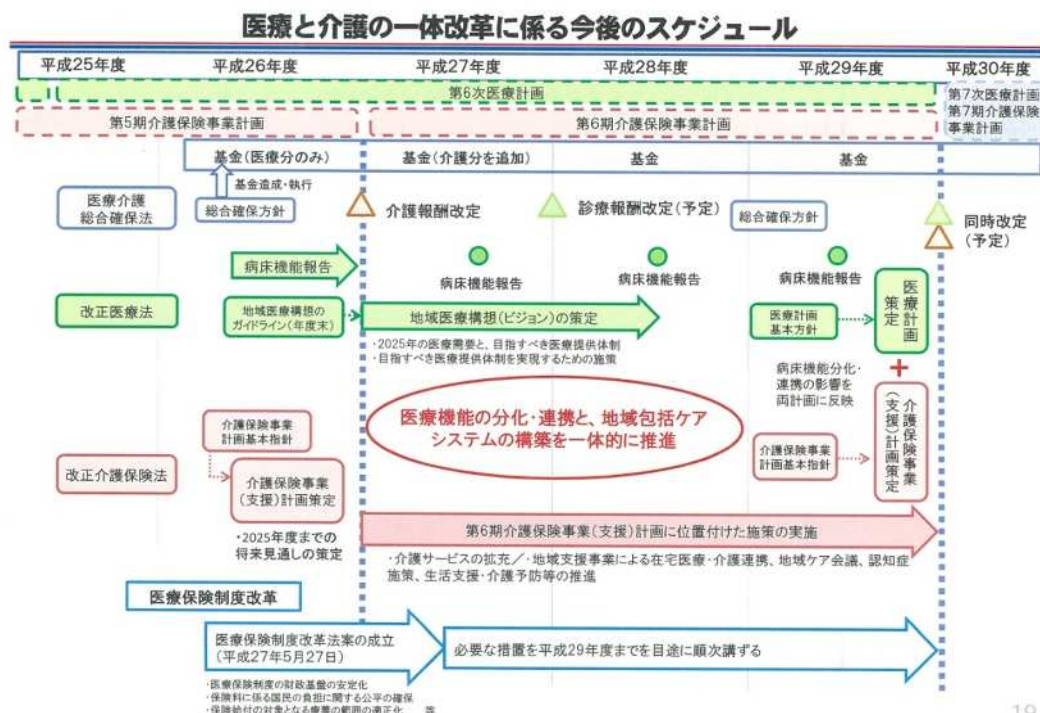 医療と介護の一体改革に係る今後のスケジュール
平成25年度
平成26年度
平成27年度
平成28年度
平成29年度
平成30年度
第6次医療計画
第7次医療計画
第7期介護保険
事業計画
第5期介護保険事業計画
第6期介護保険事業計画
基金(医療分のみ)
基金(介護分を追加)
基金
基金
基金造成・執行
医療介護
総合確保法
総合確保方針
介護報酬改定
診療報酬改定(予定)
総合確保方針
同時改定
(予定)
病床機能報告
病床機能報告
病床機能報告
病床機能報告
改正医療法
地域医療構想の
ガイドライン(年度末)
地域医療構想(ビジョン)の策定
医療計画
基本方針
医療計画
策定
・2025年の医療需要と、目指すべき医療提供体制
・目指すべき医療提供体制を実現するための施策
病床機能分化・
連携の影響を
両計画に反映
+
医療機能の分化・連携と、地域包括ケア
システムの構築を一体的に推進
介護保険事業
計画基本指針
介護保険事業
計画基本指針
介護保険事業
(支援)計画策定
改正介護保険法
介護保険事業
(支援)計画策定
・2025年度までの
将来見通しの策定
第6期介護保険事業(支援)計画に位置付けた施策の実施
・介護サービスの拡充/・地域支援事業による在宅医療・介護連携、地域ケア会議、認知症
施策、生活支援・介護予防等の推進
医療保険制度改革
医療保険制度改革法案の成立
(平成27年5月27日)
必要な措置を平成29年度までを目途に順次講ずる
・医療保険制度の財政基盤の安定化
・保険料に係る国民の負担に関する公平の確保
・保険給付の対象となる療養の範囲の適正化 等
19